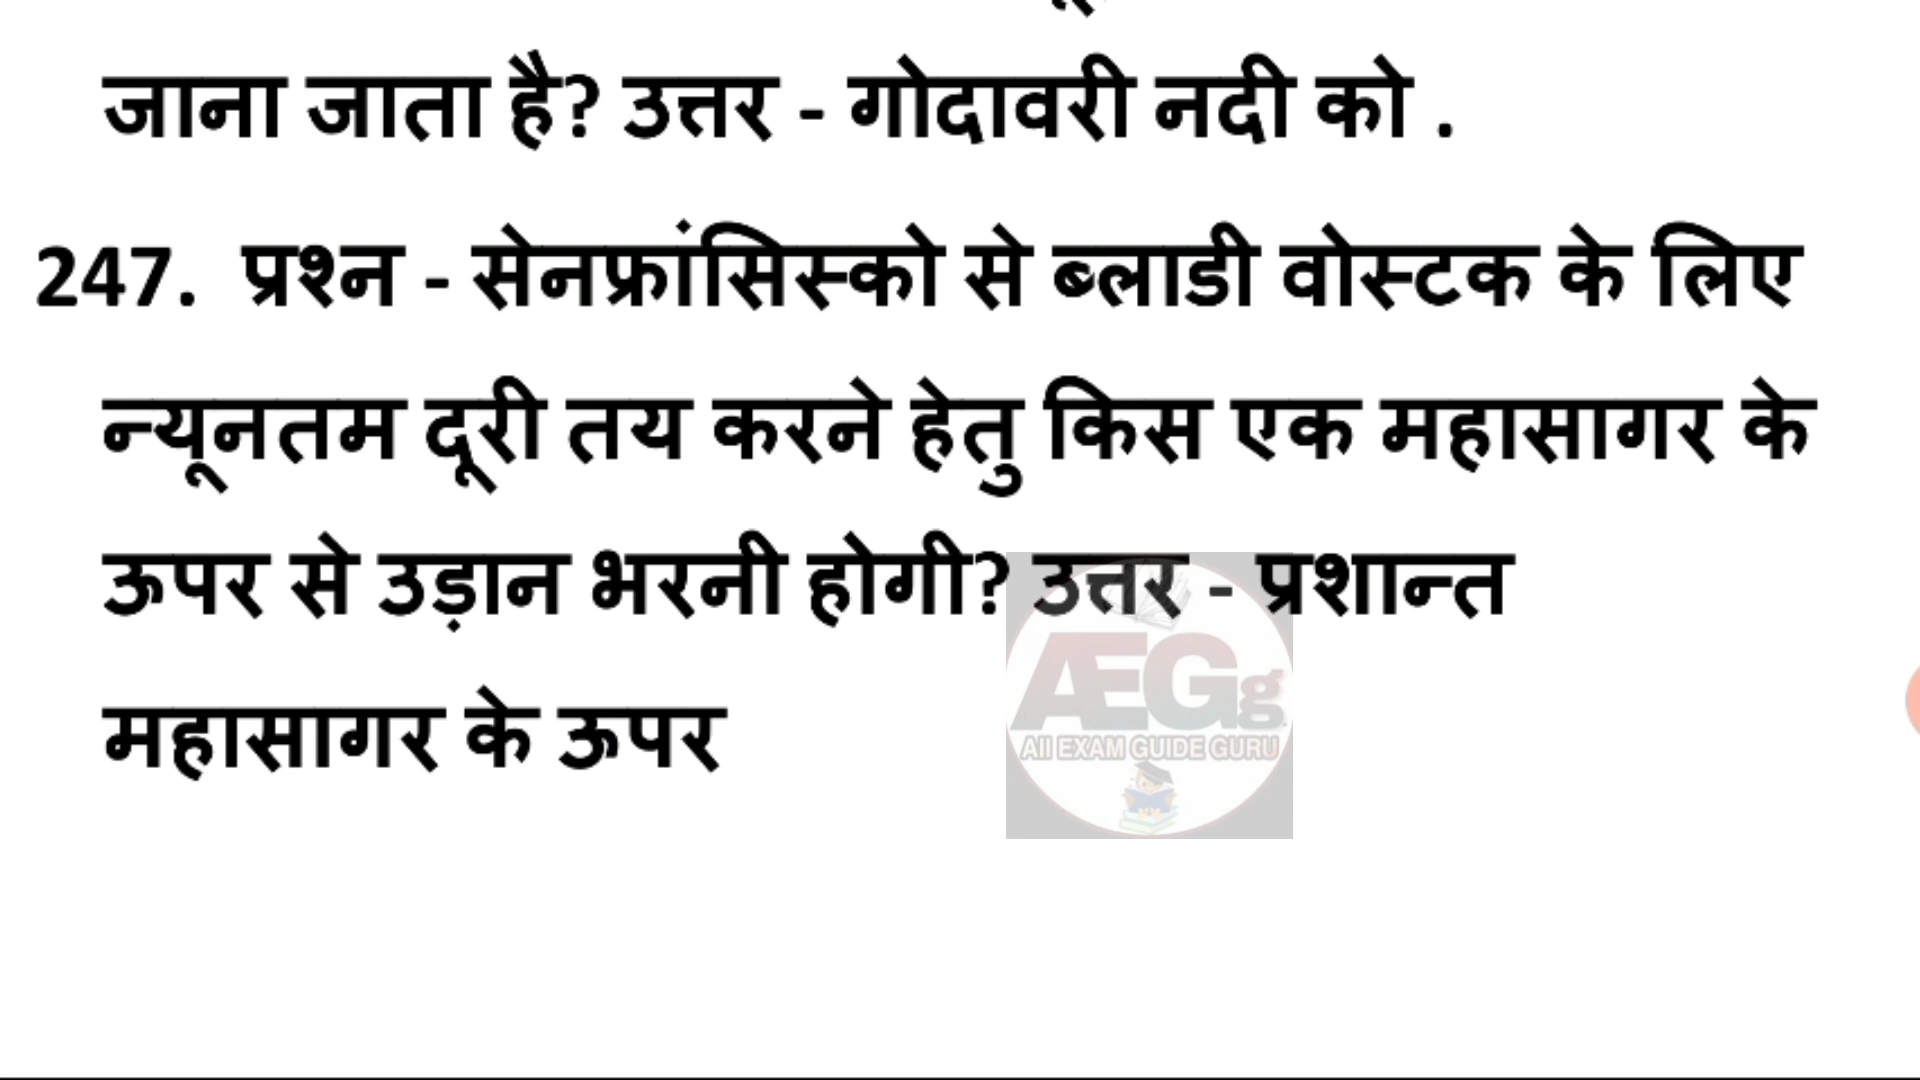 जाना जाता है? उत्तर - गोदावरी नदी को .
247. प्रश्न - सेनफ्रांसिस्को से ब्लाडी वोस्टक के लिए
न्यूनतम दूरी तय करने हेतु किस एक महासागर के
ऊपर से उड़ान भरनी होगी? उत्तर - प्रशान्त
महासागर के ऊपर
ÆGg
All EXAM GUIDE GURU